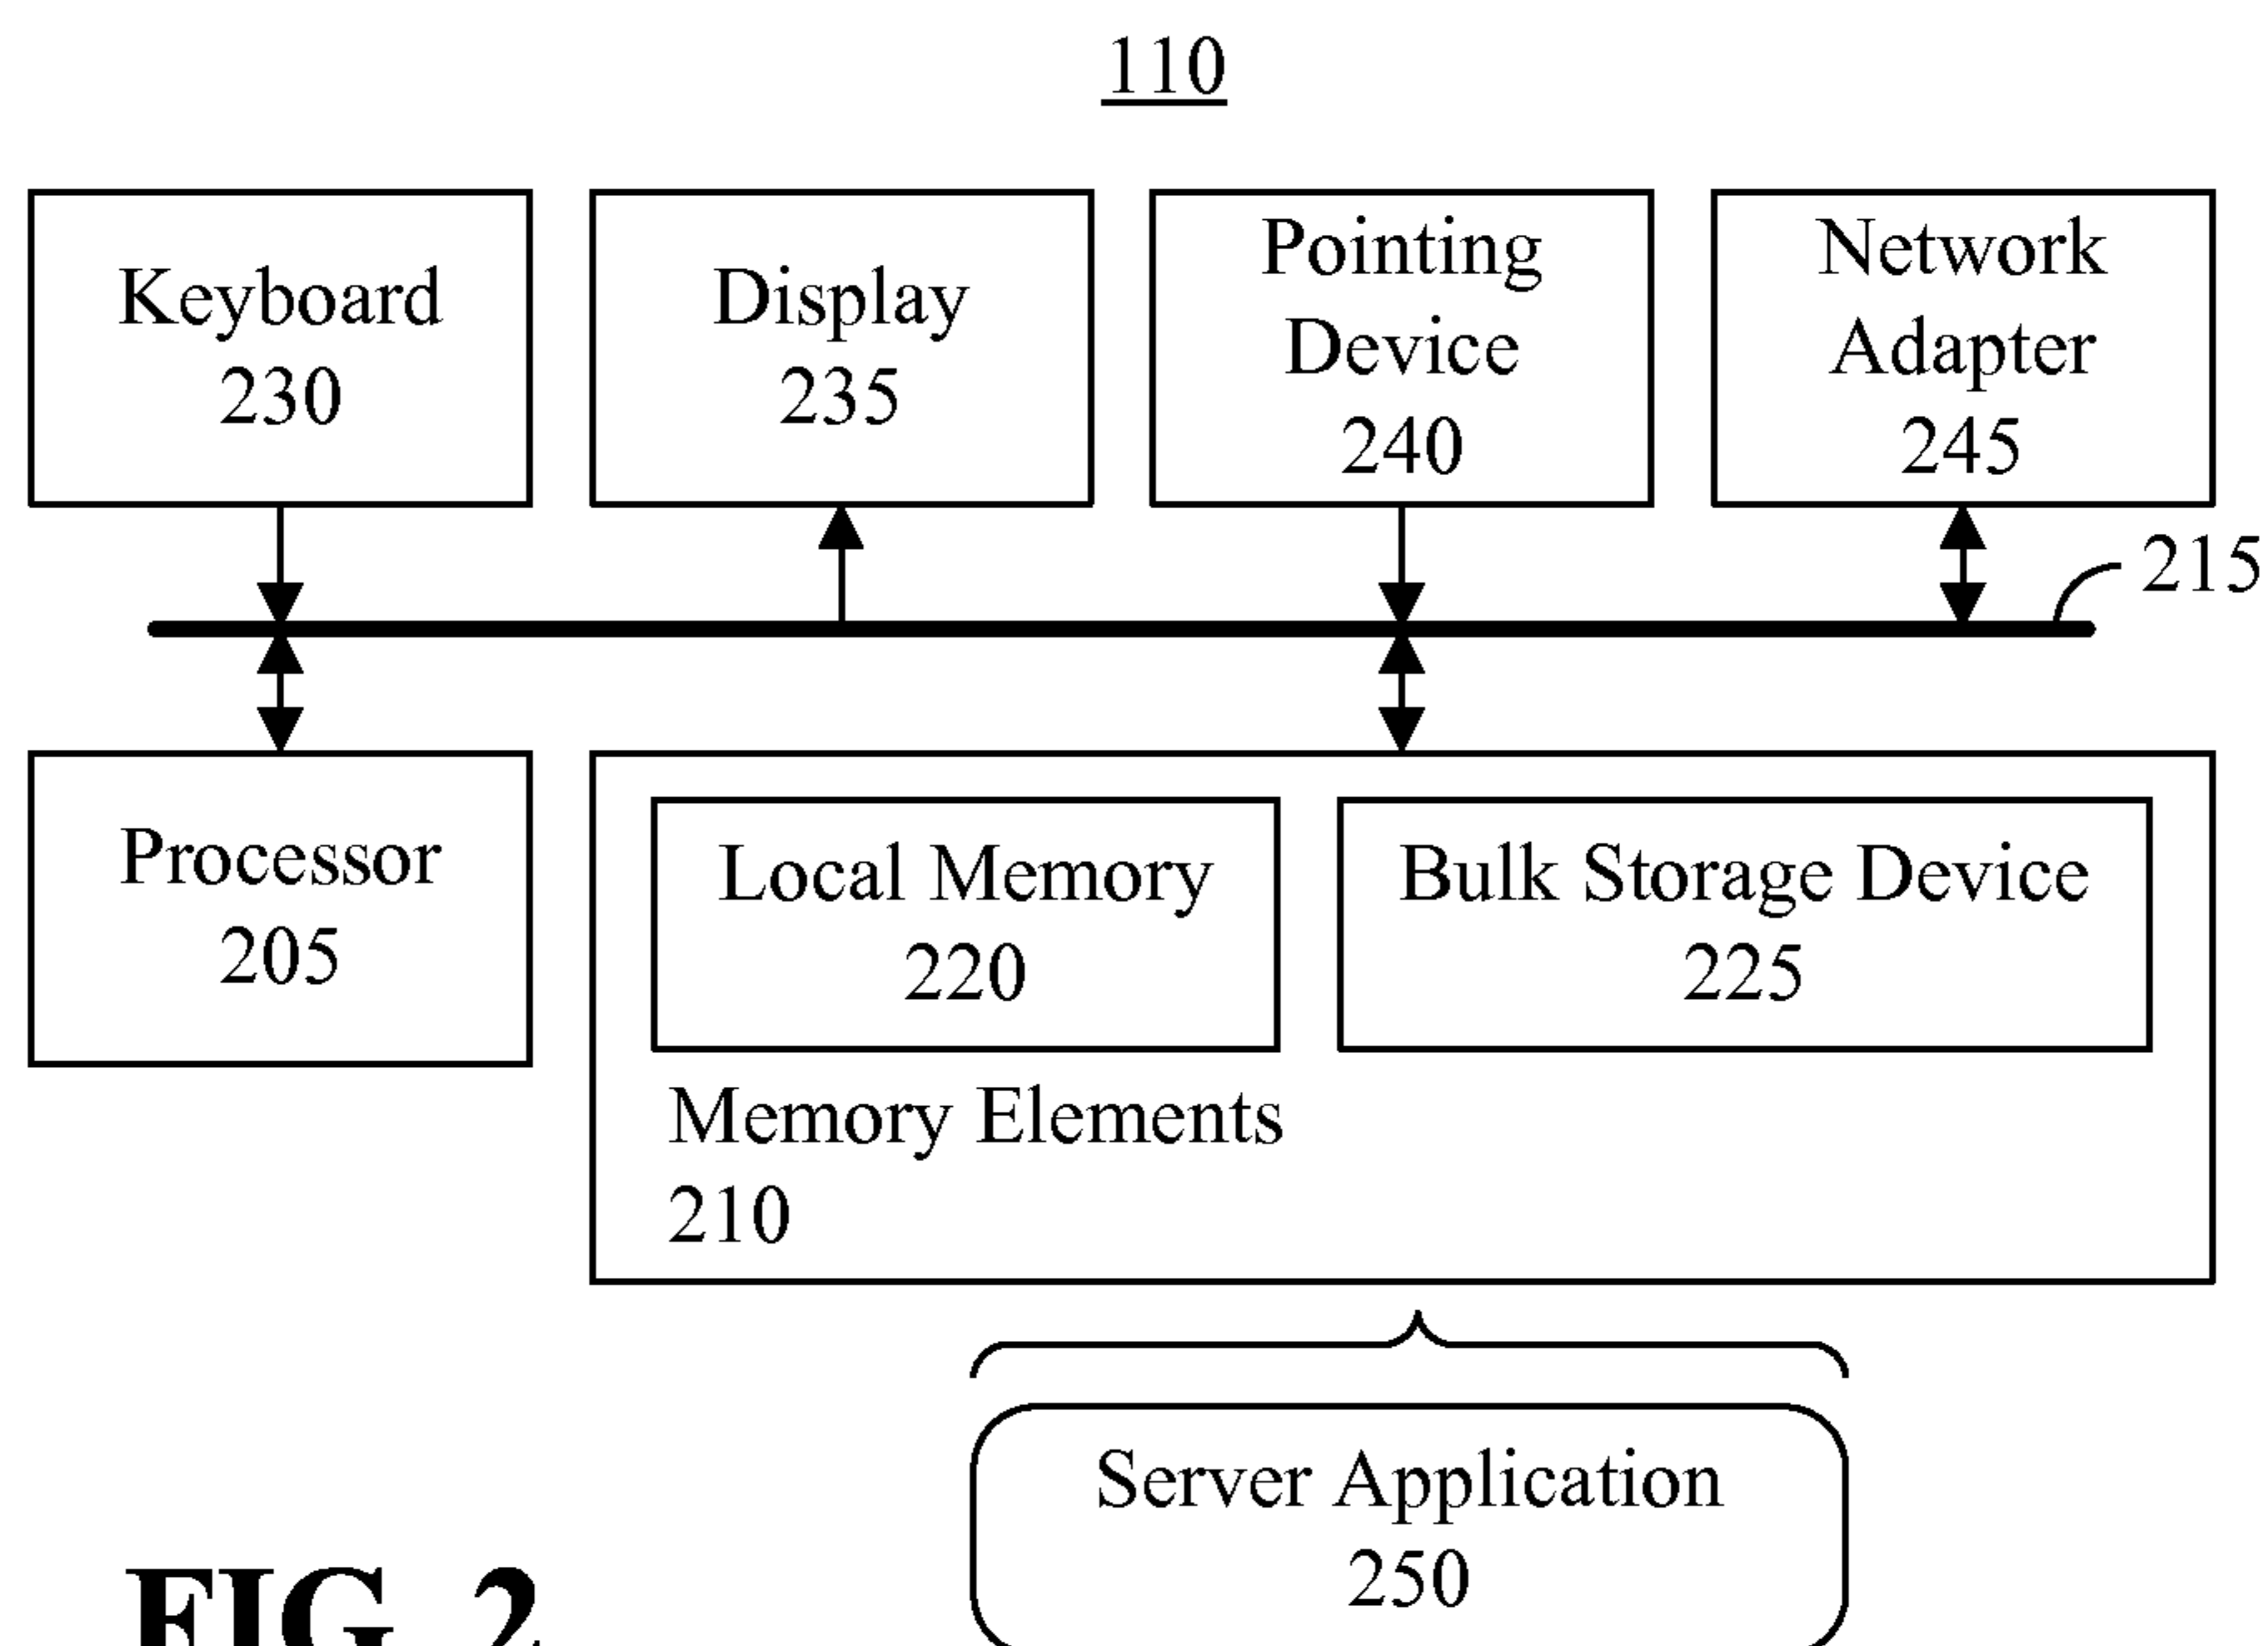 110
Keyboard
230
Display
235
Pointing
Device
240
Network
Adapter
245
215
Processor
205
Local Memory
220
Bulk Storage Device
225
Memory Elements
210
Server Application
250
FIG. 2